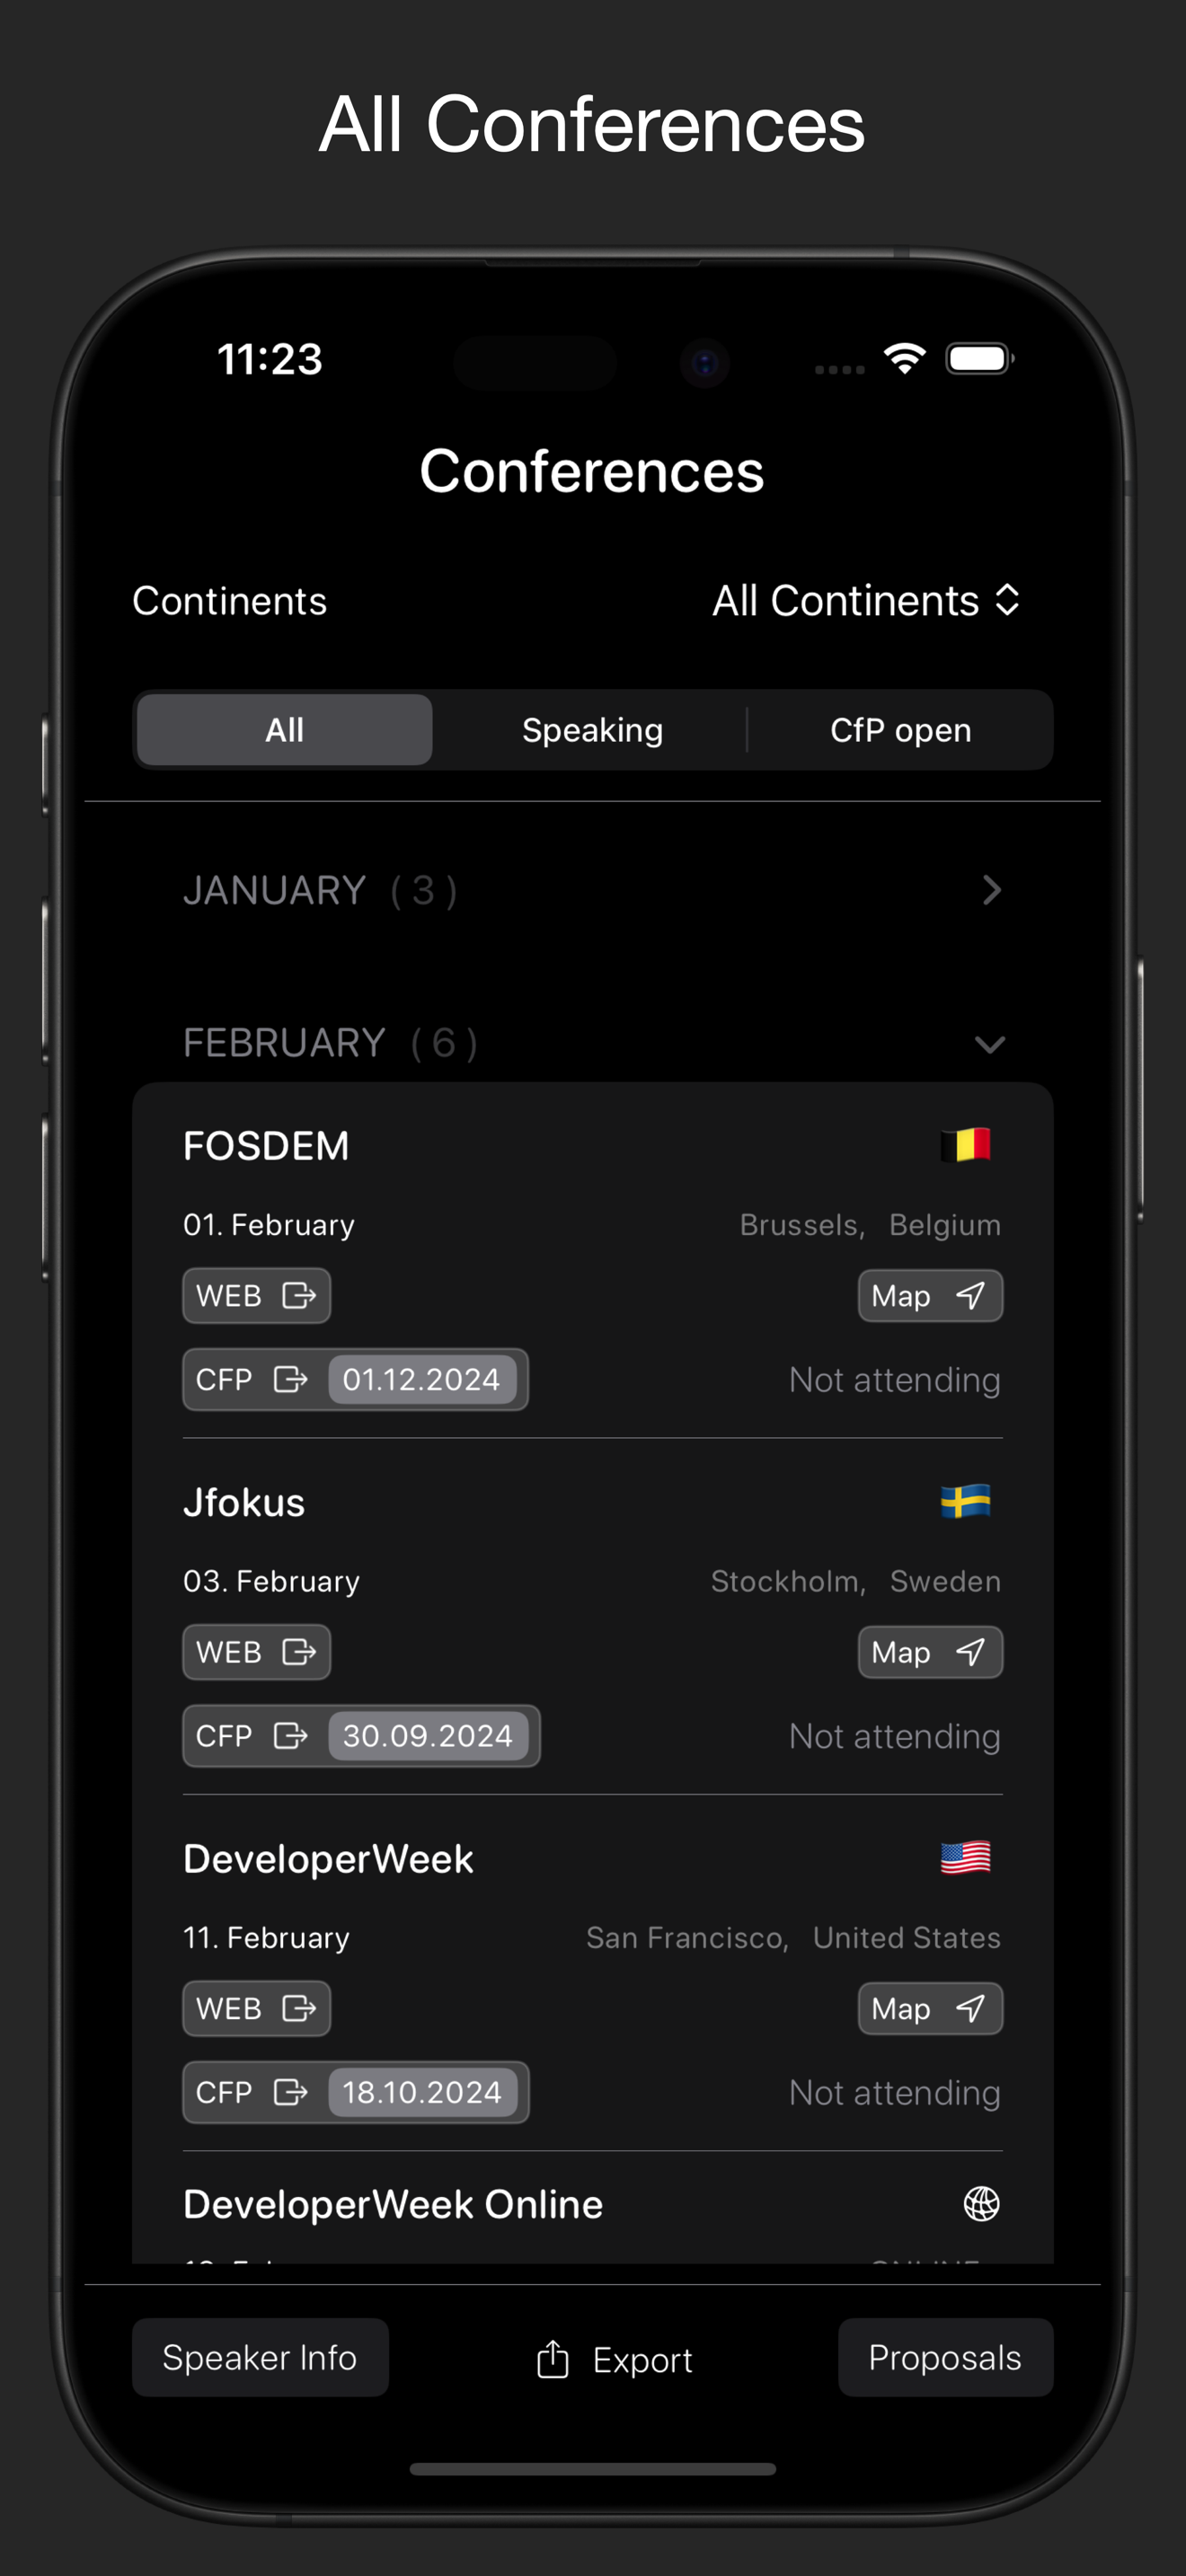 All Conferences
11:23
Conferences
Continents All Continents
All Speaking CfP open
JANUARY ( 3 )
FEBRUARY ( 6 )
FOSDEM
01. February Brussels, Belgium
WEB Map
CFP 01.12.2024 Not attending
Jfokus
03. February Stockholm, Sweden
WEB Map
CFP 30.09.2024 Not attending
DeveloperWeek
11. February San Francisco, United States
WEB Map
CFP 18.10.2024 Not attending
DeveloperWeek Online
Speaker Info Export Proposals